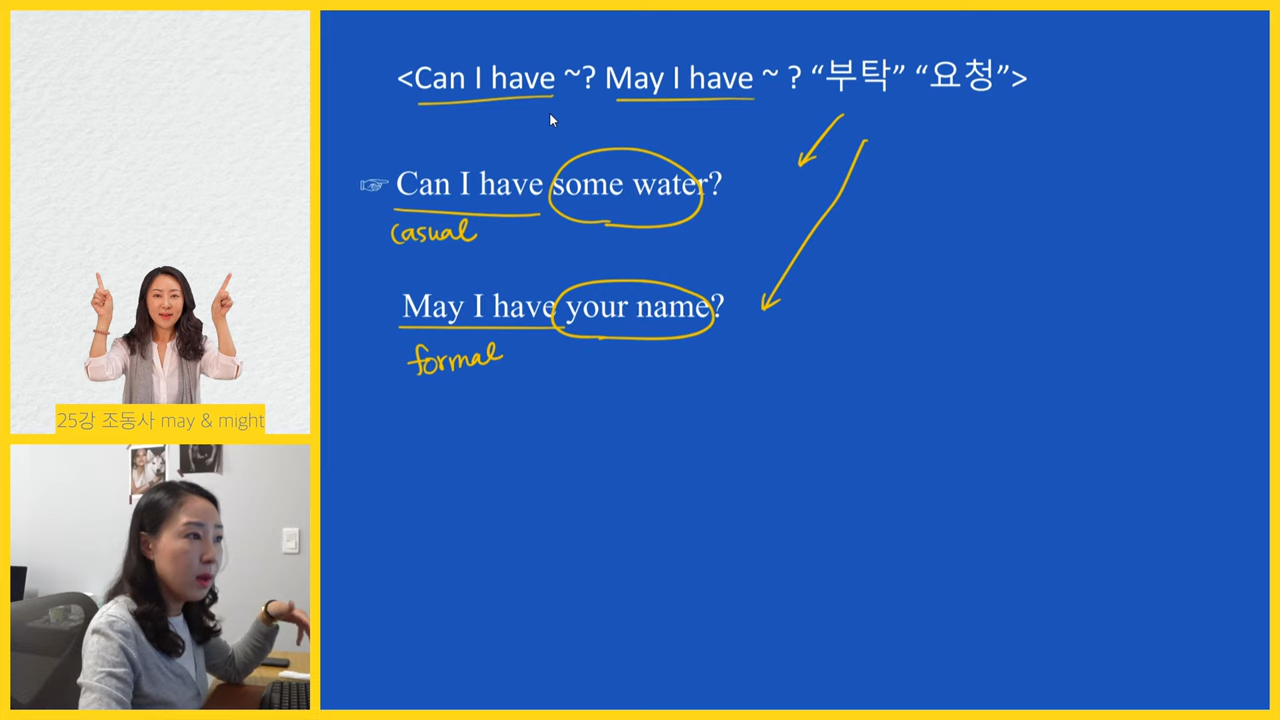 <Can I have ~? May I have ~ ? “부탁” “요청”>
☞ Can I have some water?
casual
May I have your name?
formal
25강 조동사 may & might